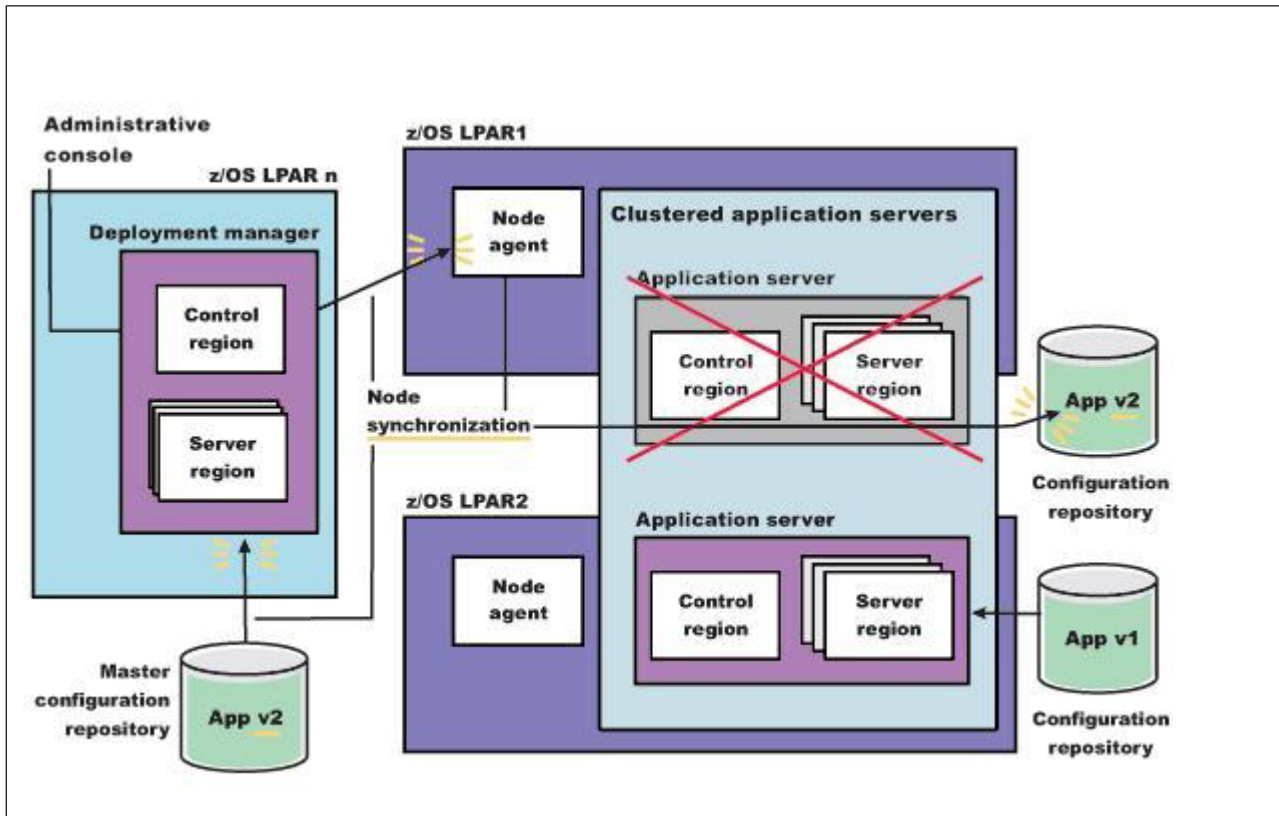 Administrative
console
z/OS LPAR n
Deployment manager
Control
region
Server
region
Master
configuration
repository
App v2
Node
synchronization
z/OS LPAR1
Node
agent
Clustered application servers
Application server
Control
region
Server
region
App v2
Configuration
repository
z/OS LPAR2
Node
agent
Application server
Control
region
Server
region
App v1
Configuration
repository